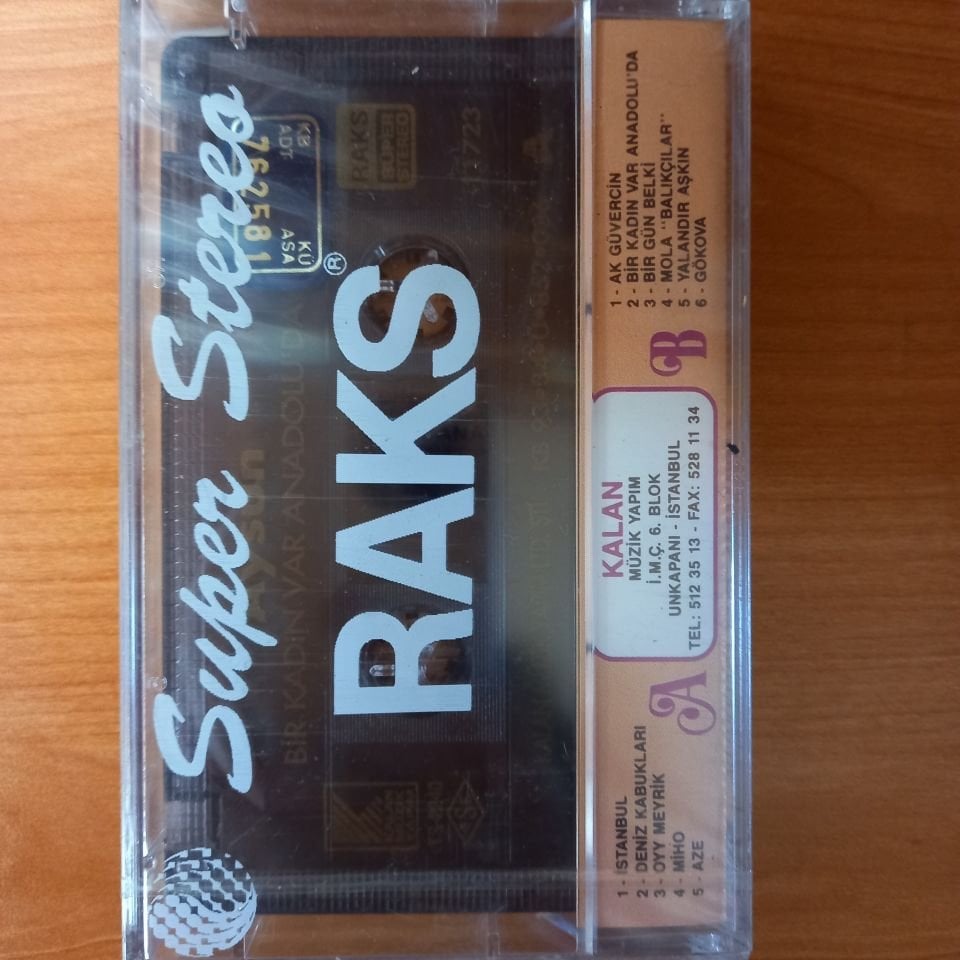 Super Stereo
RAKS
®
KB
ADT
762581
KÜ
ASA
RAKS
SUPER
STEREO
Aysun
BİR KADIN VAR ANADOLU'DA
A
1 - İSTANBUL
2 - DENİZ KABUKLARI
3 - OYY MEYRİK
4 - MİHO
5 - AZE
A
KALAN
MÜZİK YAPIM
İ.M.Ç. 6. BLOK
UNKAPANI - İSTANBUL
TEL: 512 35 13 - FAX: 528 11 34
B
1 - AK GÜVERCİN
2 - BİR KADIN VAR ANADOLU'DA
3 - BİR GÜN BELKİ
4 - MOLA "BALIKÇILAR"
5 - YALANDIR AŞKIN
6 - GÖKOVA